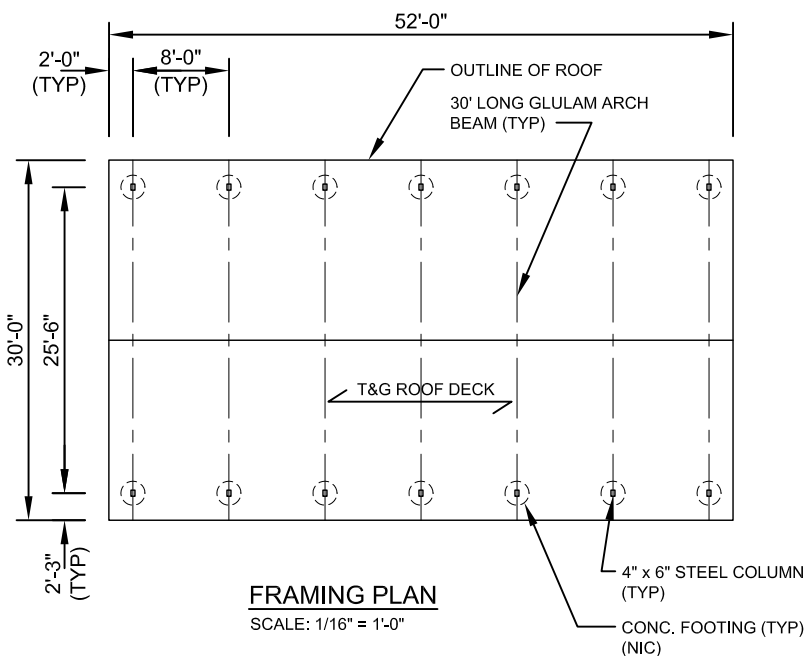 52'-0"
2'-0"
(TYP)
8'-0"
(TYP)
OUTLINE OF ROOF
30' LONG GLULAM ARCH
BEAM (TYP)
30'-0"
25'-6"
T&G ROOF DECK
2'-3"
(TYP)
FRAMING PLAN
SCALE: 1/16" = 1'-0"
4" x 6" STEEL COLUMN
(TYP)
CONC. FOOTING (TYP)
(NIC)